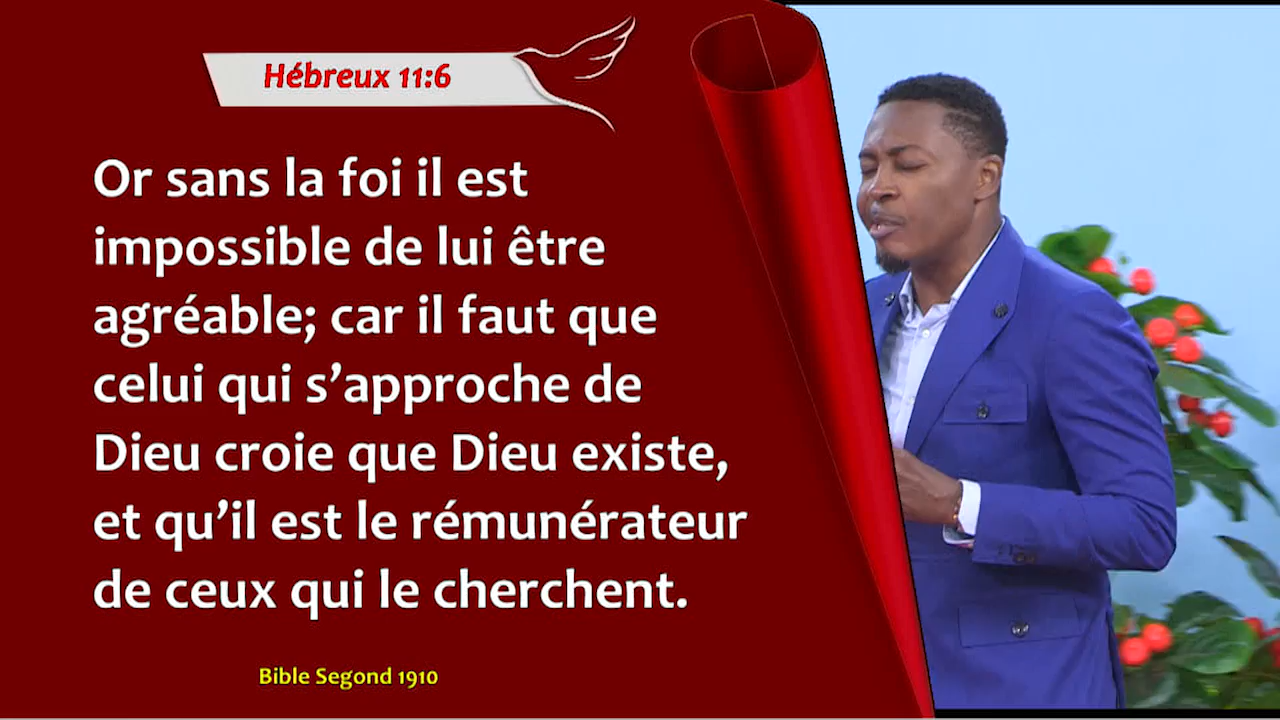 Hébreux 11:6
Or sans la foi il est
impossible de lui être
agréable; car il faut que
celui qui s’approche de
Dieu croie que Dieu existe,
et qu’il est le rémunérateur
de ceux qui le cherchent.
Bible Segond 1910